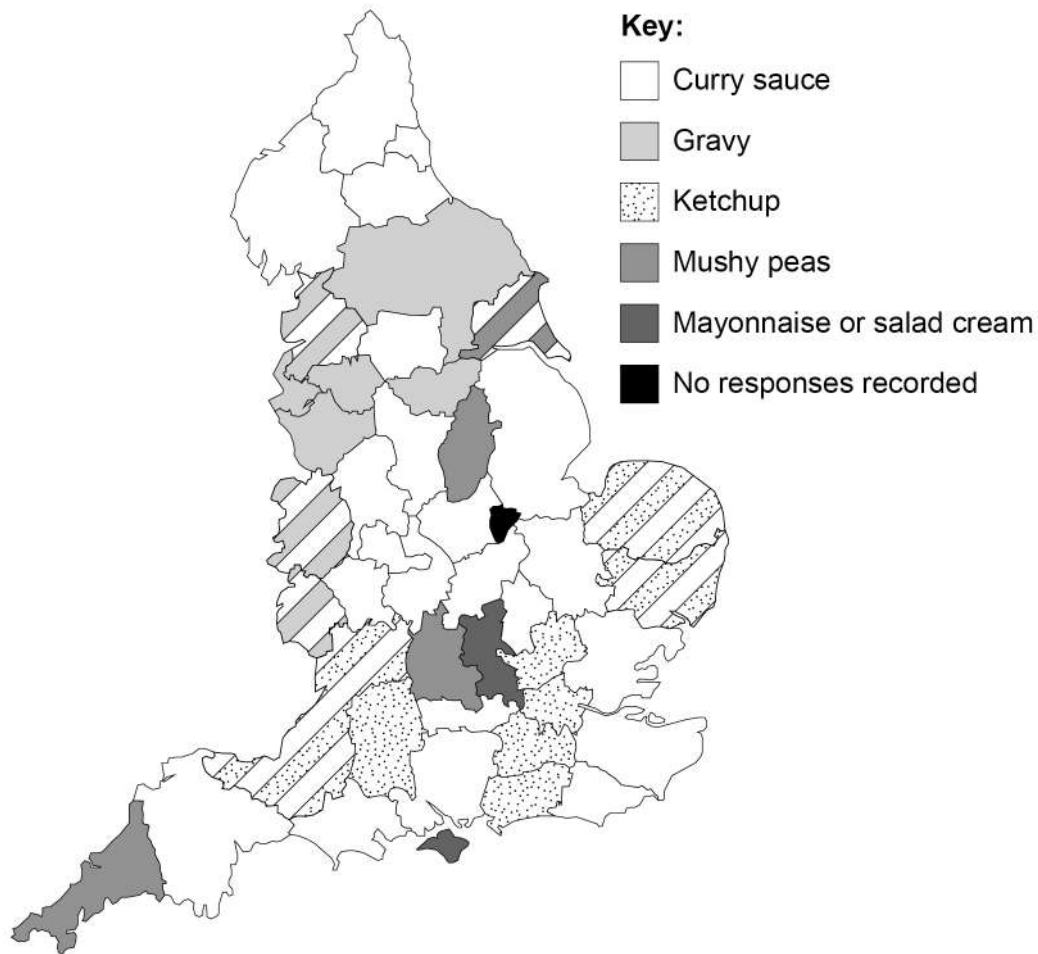 Key:
Curry sauce
Gravy
Ketchup
Mushy peas
Mayonnaise or salad cream
No responses recorded